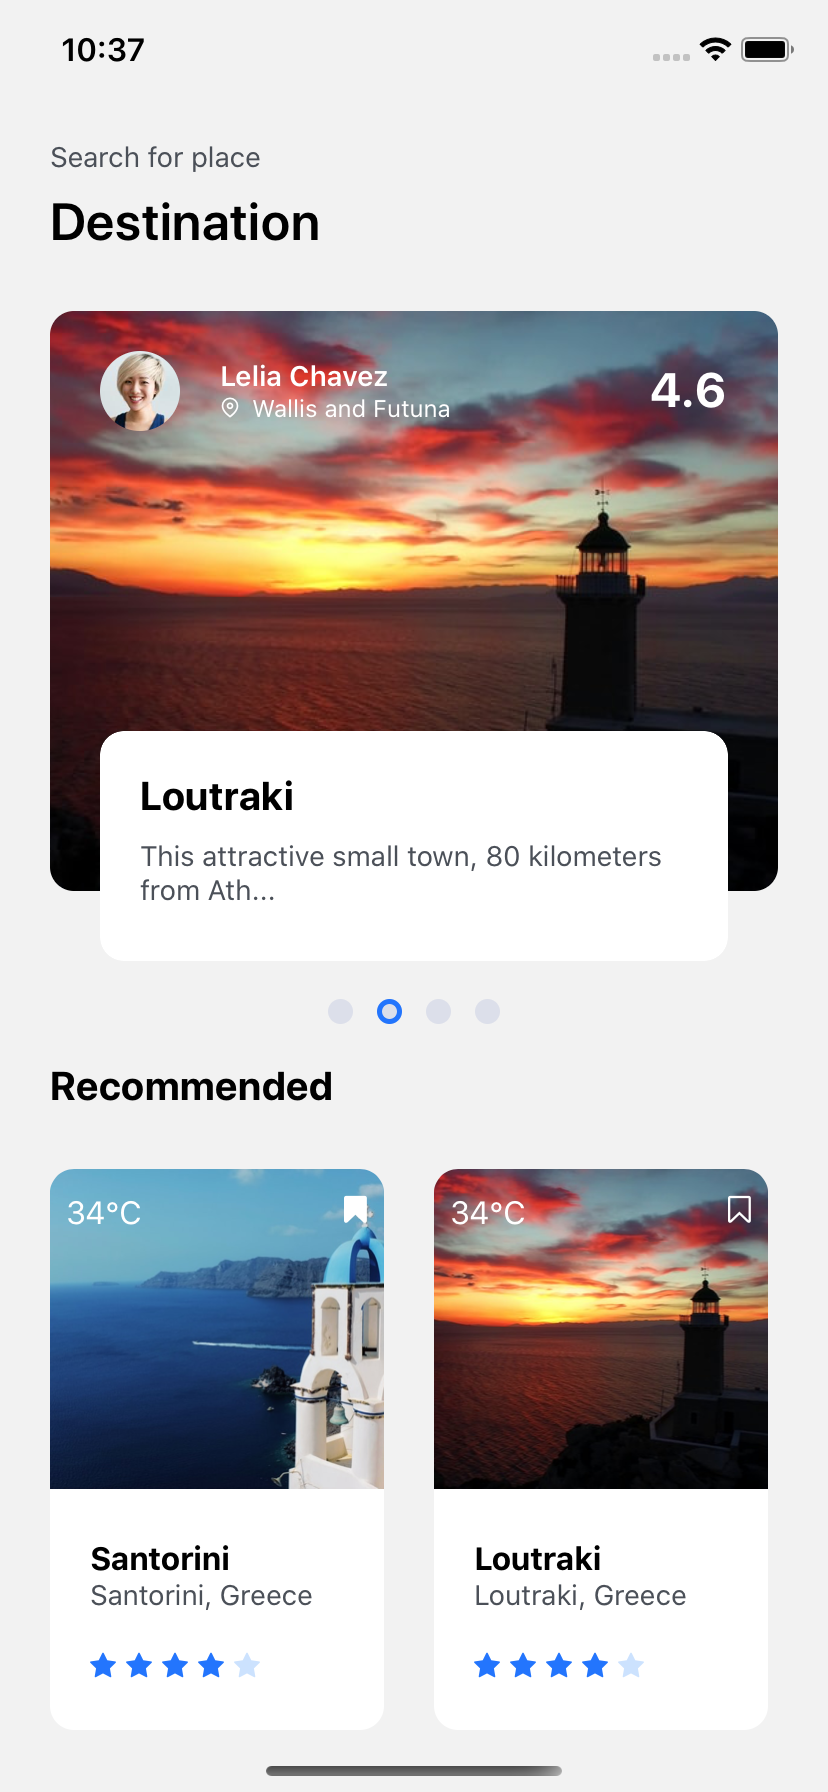 10:37
Search for place
Destination
Lelia Chavez
Wallis and Futuna
4.6
Loutraki
This attractive small town, 80 kilometers
from Ath...
Recommended
34°C
34°C
Santorini
Santorini, Greece
Loutraki
Loutraki, Greece